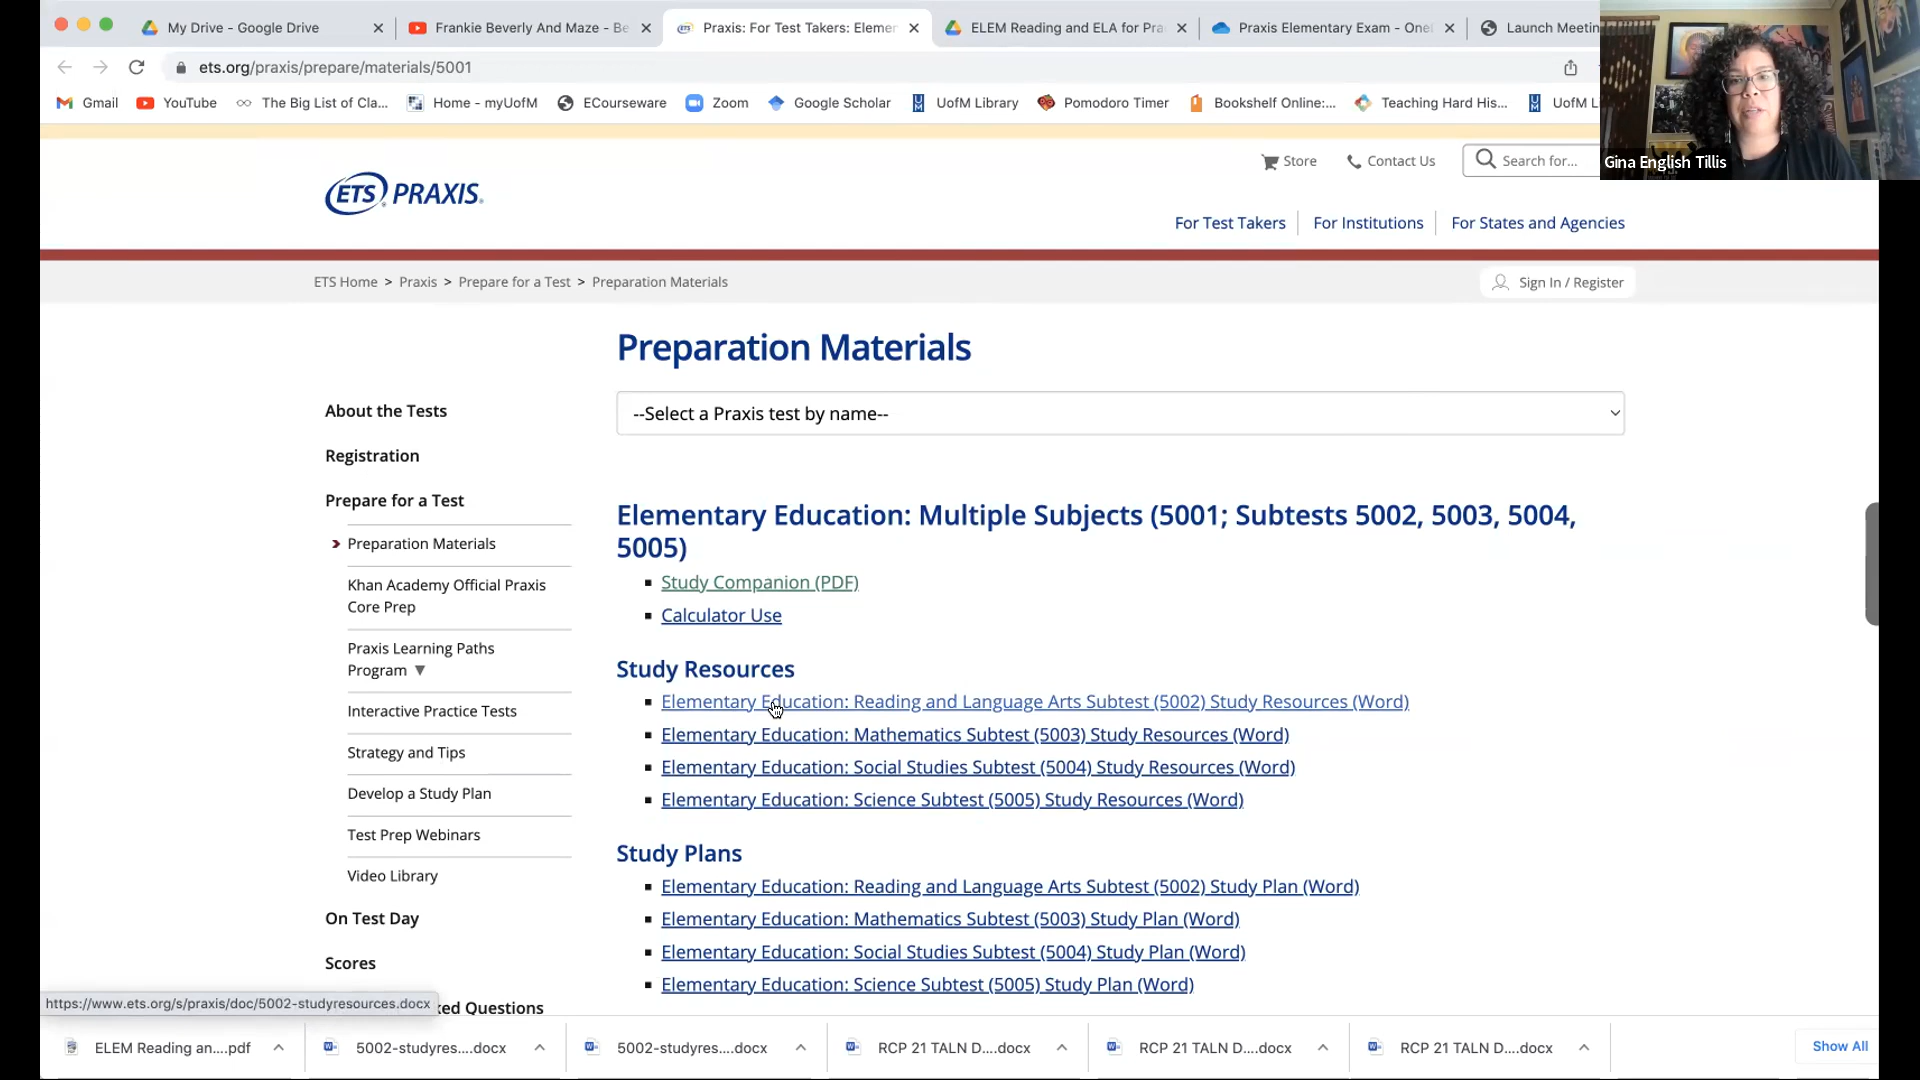 My Drive - Google Drive
Frankie Beverly And Maze - Be
Praxis: For Test Takers: Elemen
ELEM Reading and ELA for Pra
Praxis Elementary Exam - One
Launch Meetin
ets.org/praxis/prepare/materials/5001
Gmail
YouTube
The Big List of Cla...
Home - myUofM
ECourseware
Zoom
Google Scholar
UofM Library
Pomodoro Timer
Bookshelf Online:...
Teaching Hard His...
UofM L
Gina English Tillis
Store
Contact Us
Search for...
ETS PRAXIS
For Test Takers
For Institutions
For States and Agencies
ETS Home > Praxis > Prepare for a Test > Preparation Materials
Sign In / Register
Preparation Materials
--Select a Praxis test by name--
About the Tests
Registration
Prepare for a Test
Preparation Materials
Khan Academy Official Praxis
Core Prep
Praxis Learning Paths
Program ▼
Interactive Practice Tests
Strategy and Tips
Develop a Study Plan
Test Prep Webinars
Video Library
On Test Day
Scores
ked Questions
Elementary Education: Multiple Subjects (5001; Subtests 5002, 5003, 5004,
5005)
Study Companion (PDF)
Calculator Use
Study Resources
Elementary Education: Reading and Language Arts Subtest (5002) Study Resources (Word)
Elementary Education: Mathematics Subtest (5003) Study Resources (Word)
Elementary Education: Social Studies Subtest (5004) Study Resources (Word)
Elementary Education: Science Subtest (5005) Study Resources (Word)
Study Plans
Elementary Education: Reading and Language Arts Subtest (5002) Study Plan (Word)
Elementary Education: Mathematics Subtest (5003) Study Plan (Word)
Elementary Education: Social Studies Subtest (5004) Study Plan (Word)
Elementary Education: Science Subtest (5005) Study Plan (Word)
https://www.ets.org/s/praxis/doc/5002-studyresources.docx
ELEM Reading an....pdf
5002-studyres....docx
5002-studyres....docx
RCP 21 TALN D....docx
RCP 21 TALN D....docx
RCP 21 TALN D....docx
Show All